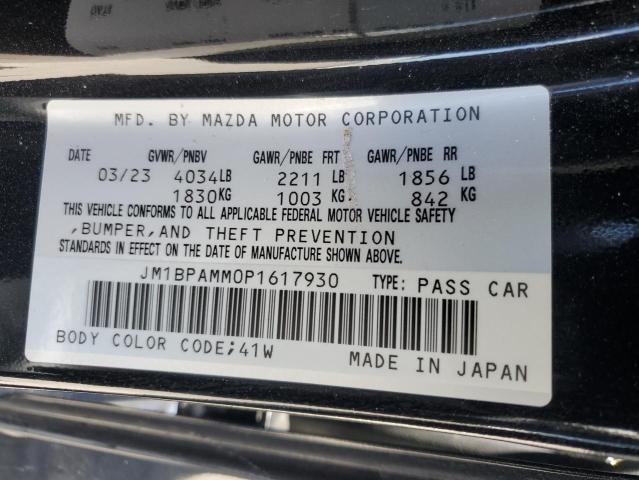 MFD. BY MAZDA MOTOR CORPORATION
DATE GVWR/PNBV GAWR/PNBE FRT GAWR/PNBE RR
03/23 4034LB 2211 LB 1856 LB
1830KG 1003 KG 842 KG
THIS VEHICLE CONFORMS TO ALL APPLICABLE FEDERAL MOTOR VEHICLE SAFETY
,BUMPER,AND THEFT PREVENTION
STANDARDS IN EFFECT ON THE DATE OF MANUFACTURE SHOWN ABOVE.
JM1BPAMM0P1617930 TYPE: PASS CAR
BODY COLOR CODE;41W MADE IN JAPAN